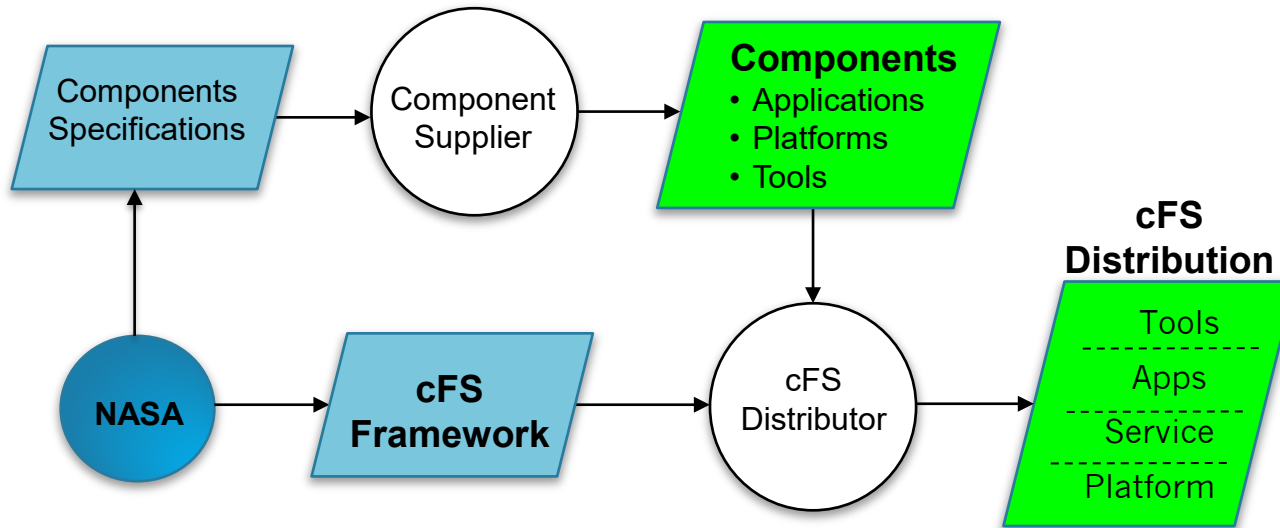 Components
Specifications
Component
Supplier
Components
• Applications
• Platforms
• Tools
NASA
cFS
Framework
cFS
Distributor
cFS
Distribution
Tools
Apps
Service
Platform